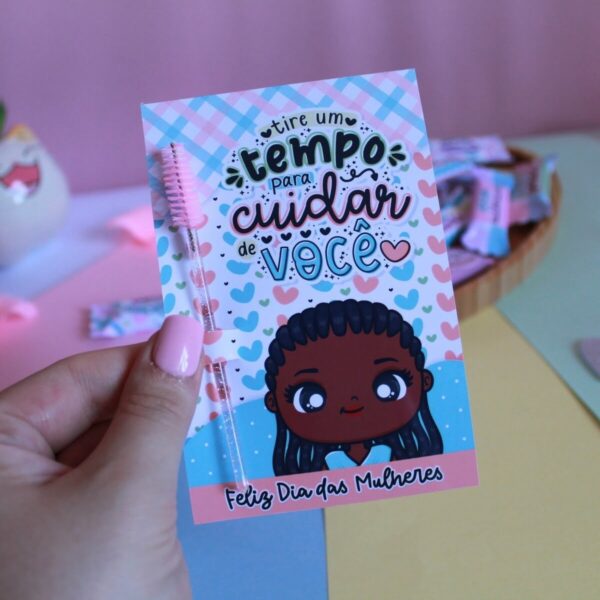 tire um
tempo
para
cuidar
de VOCÊ
Feliz Dia das Mulheres